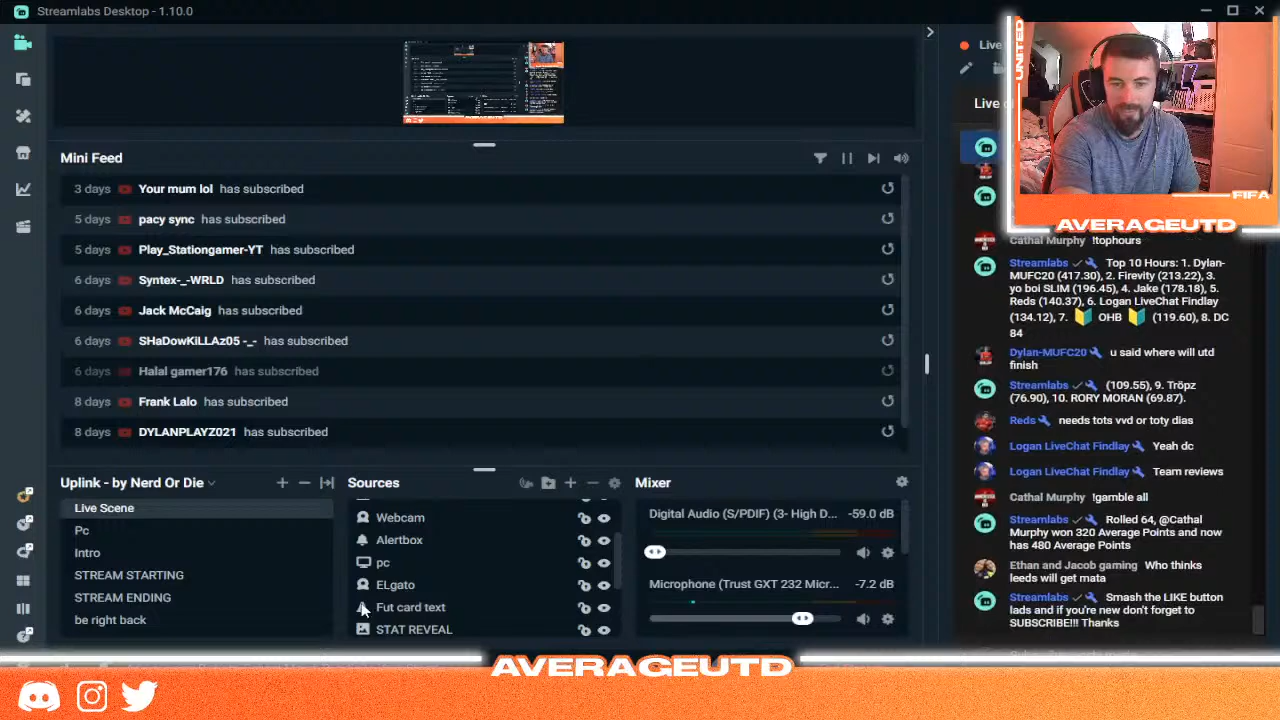 Streamlabs Desktop - 1.10.0
Live
UNITED
Mini Feed
3 days Your mum lol has subscribed
5 days pacy sync has subscribed
5 days Play_Stationgamer-YT has subscribed
6 days Syntex-_-WRLD has subscribed
6 days Jack McCaig has subscribed
6 days SHaDowKiLLAz05 -_- has subscribed
6 days Halal gamer176 has subscribed
8 days Frank Lalo has subscribed
8 days DYLANPLAYZ021 has subscribed
Uplink - by Nerd Or Die
Live Scene
Pc
Intro
STREAM STARTING
STREAM ENDING
be right back
Sources
Webcam
Alertbox
pc
ELgato
Fut card text
STAT REVEAL
Mixer
Digital Audio (S/PDIF) (3- High D... -59.0 dB
Microphone (Trust GXT 232 Micr... -7.2 dB
FIFA
AVERAGEUTD
Cathal Murphy !tophours
Streamlabs Top 10 Hours: 1. Dylan-
MUFC20 (417.30), 2. Firevity (213.22), 3.
yo boi SLIM (196.45), 4. Jake (178.18), 5.
Reds (140.37), 6. Logan LiveChat Findlay
(134.12), 7. OHB (119.60), 8. DC
84
Dylan-MUFC20 u said where will utd
finish
Streamlabs (109.55), 9. Tröpz
(76.90), 10. RORY MORAN (69.87).
Reds needs tots vvd or toty dias
Logan LiveChat Findlay Yeah dc
Logan LiveChat Findlay Team reviews
Cathal Murphy !gamble all
Streamlabs Rolled 64, @Cathal
Murphy won 320 Average Points and now
has 480 Average Points
Ethan and Jacob gaming Who thinks
leeds will get mata
Streamlabs Smash the LIKE button
lads and if you're new don't forget to
SUBSCRIBE!!! Thanks
AVERAGEUTD